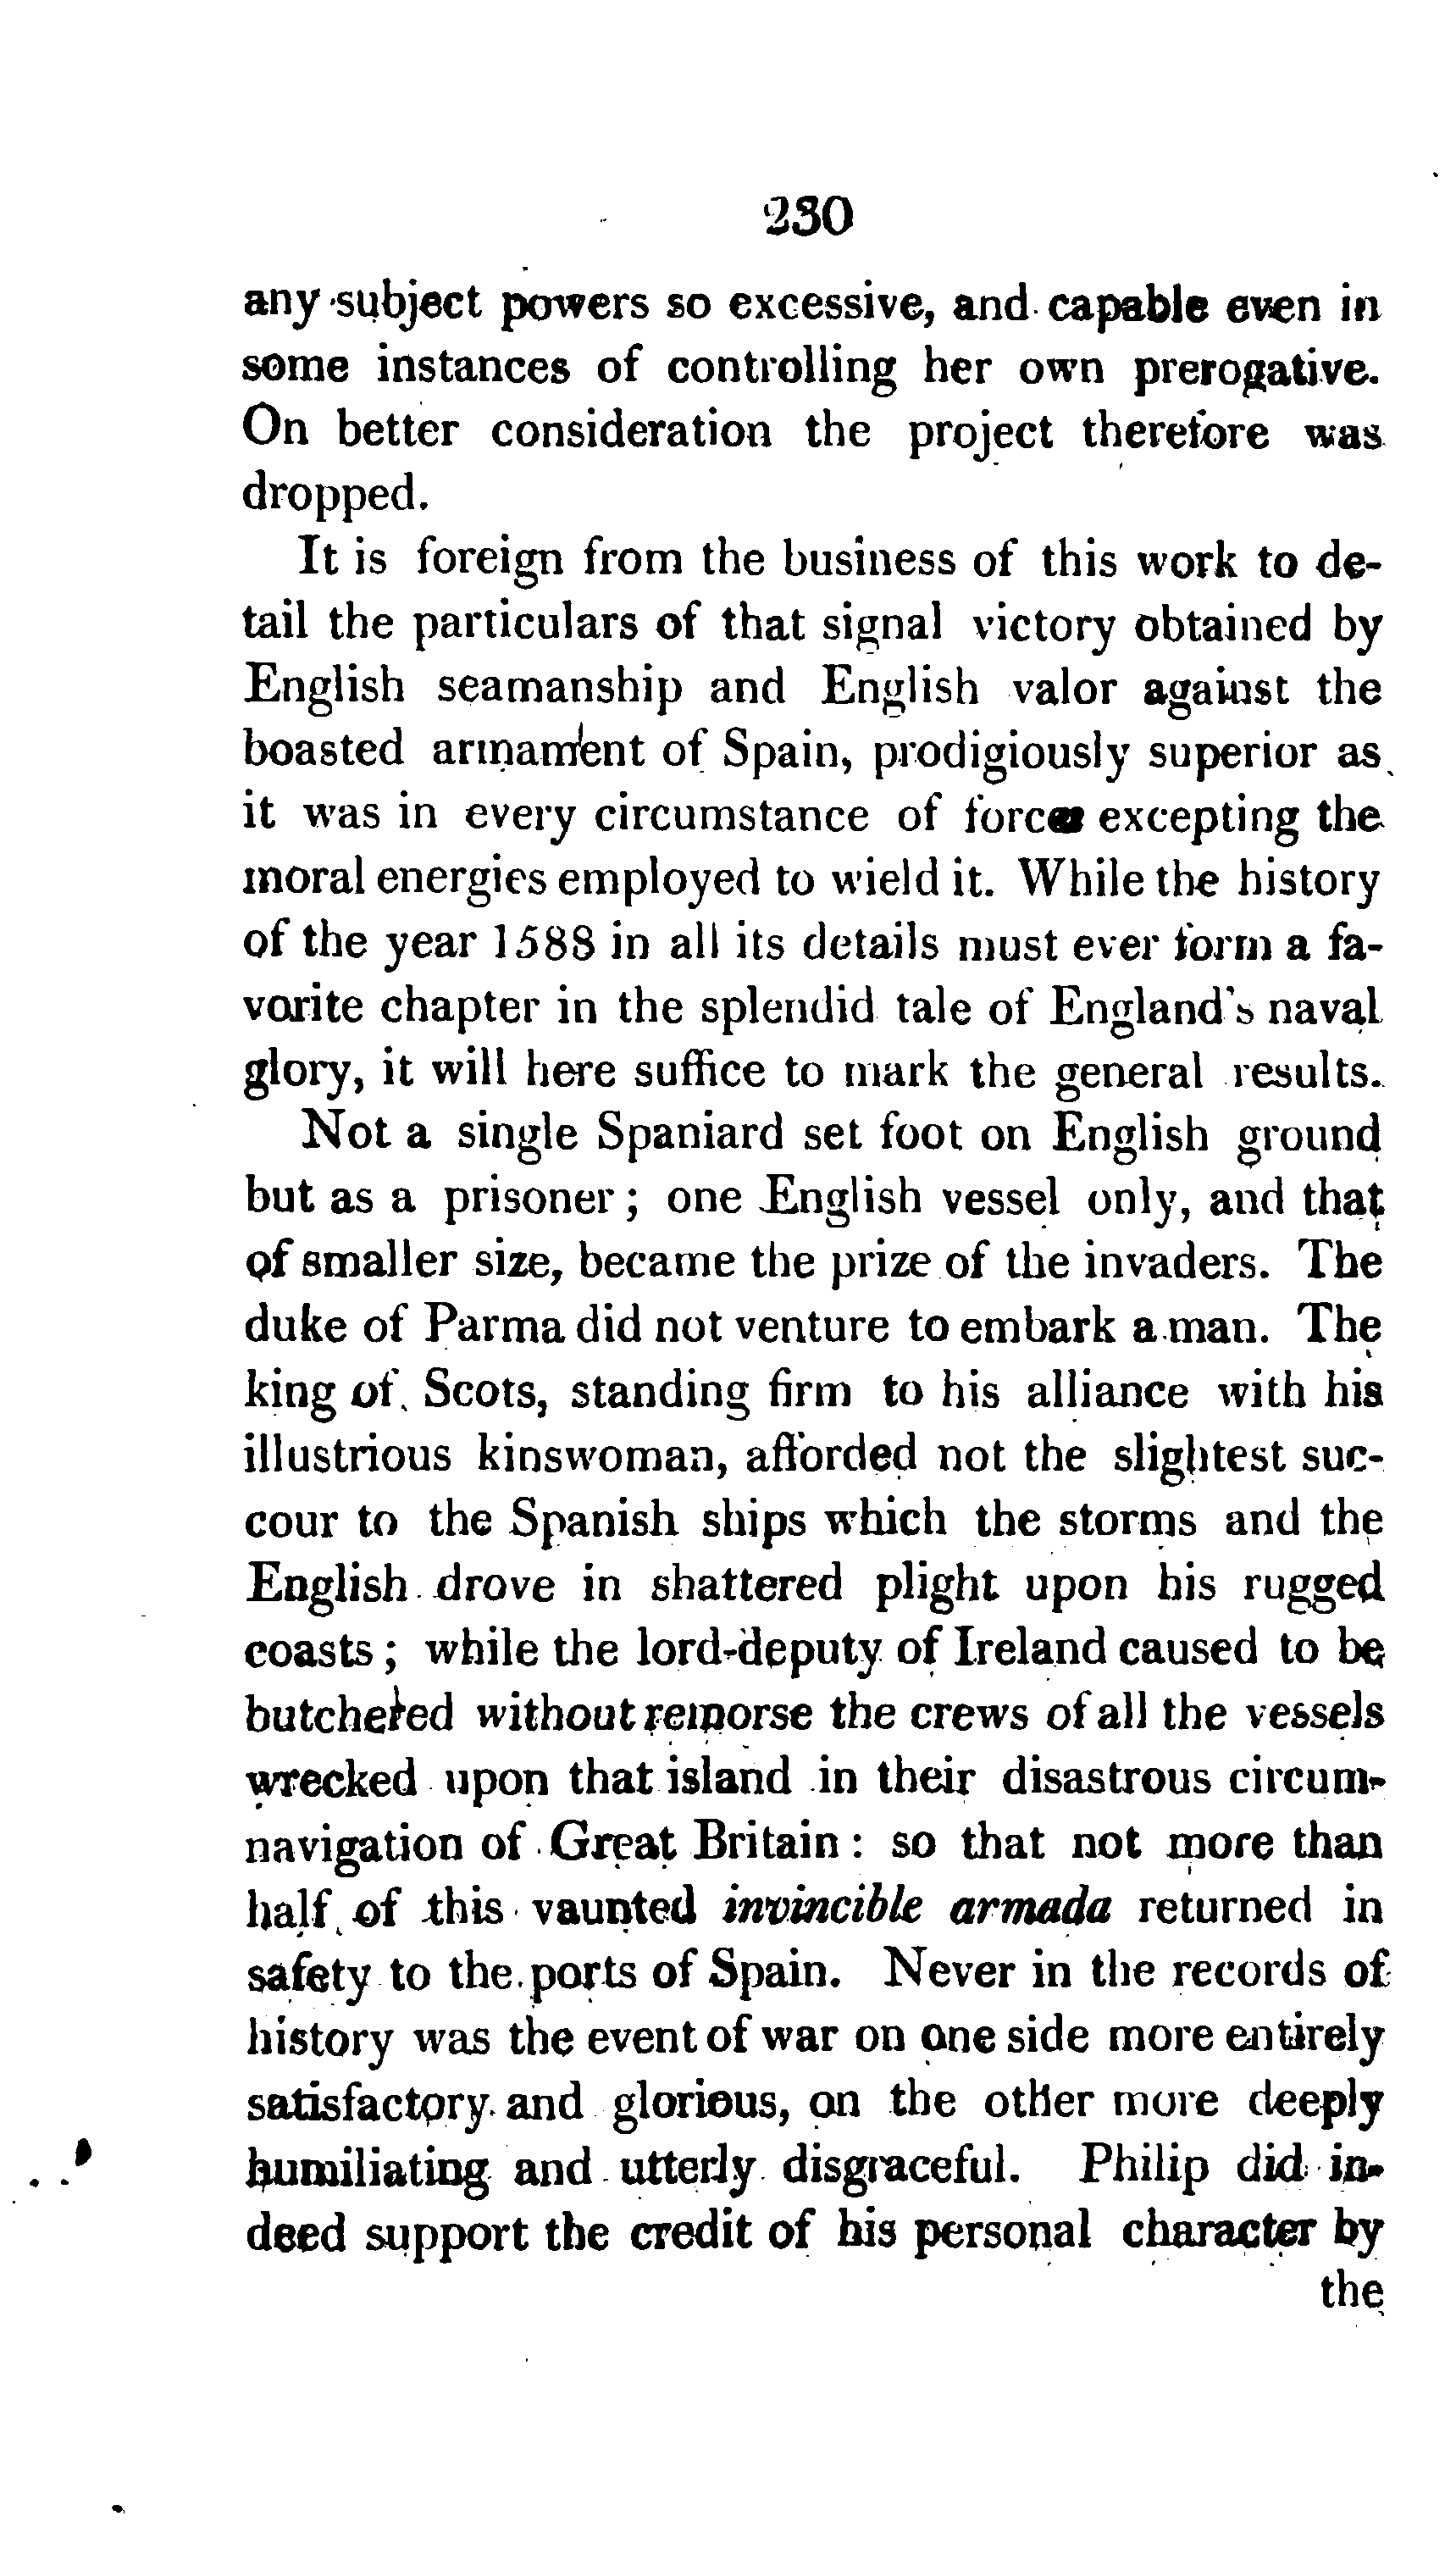 230
any subject powers so excessive, and capable even in
some instances of controlling her own prerogative.
On better consideration the project therefore was
dropped.
It is foreign from the business of this work to de-
tail the particulars of that signal victory obtained by
English seamanship and English valor against the
boasted armament of Spain, prodigiously superior as
it was in every circumstance of force excepting the
moral energies employed to wield it. While the history
of the year 1588 in all its details must ever form a fa-
vorite chapter in the splendid tale of England's naval
glory, it will here suffice to mark the general results.
Not a single Spaniard set foot on English ground
but as a prisoner; one English vessel only, and that
of smaller size, became the prize of the invaders. The
duke of Parma did not venture to embark a man. The
king of Scots, standing firm to his alliance with his
illustrious kinswoman, afforded not the slightest suc-
cour to the Spanish ships which the storms and the
English drove in shattered plight upon his rugged
coasts; while the lord-deputy of Ireland caused to be
butchered without remorse the crews of all the vessels
wrecked upon that island in their disastrous circum-
navigation of Great Britain: so that not more than
half of this vaunted invincible armada returned in
safety to the ports of Spain. Never in the records of
history was the event of war on one side more entirely
satisfactory and glorious, on the other more deeply
humiliating and utterly disgraceful. Philip did in-
deed support the credit of his personal character by
the